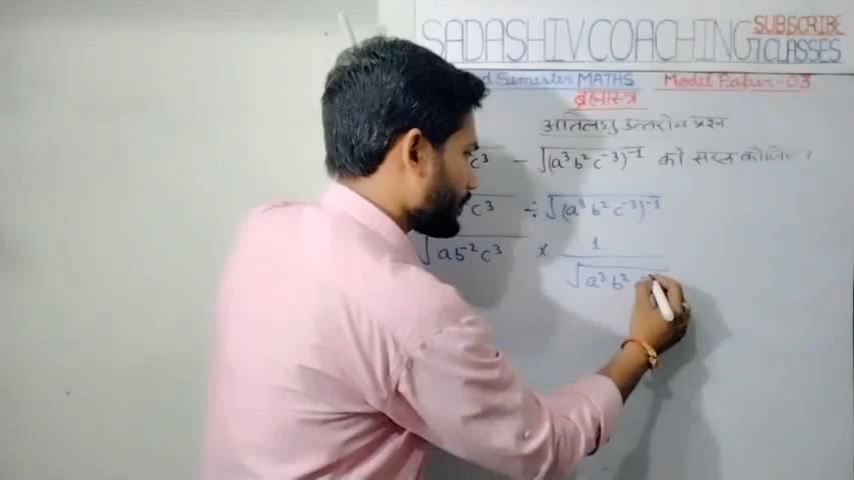 SADASHIV COACHING CLASSES
SUBSCRIBE
Semester MATHS Model Paper-03
ब्रह्मास्त्र
अतिलघु उत्तरीय प्रश्न
c³ - √(a³b²c⁻³)⁻¹ को सरल
c³ ÷ √(a³b²c⁻³)⁻¹
√ab⁻²c³ × 1
√a³b²